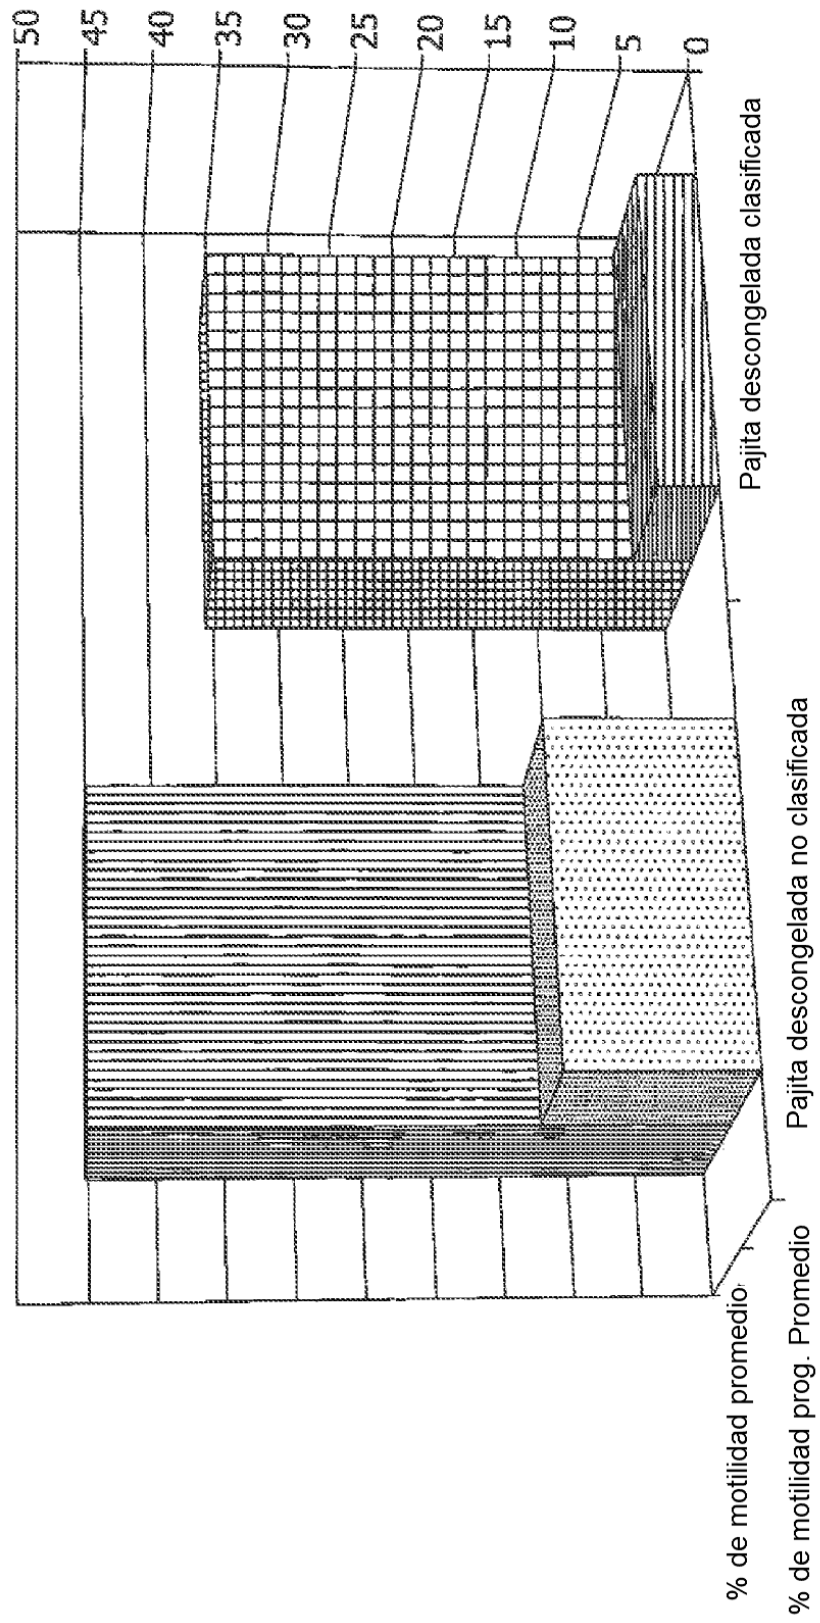 50
45
40
35
30
25
20
15
10
5
0
Pajita descongelada no clasificada
Pajita descongelada clasificada
% de motilidad promedio
% de motilidad prog. Promedio